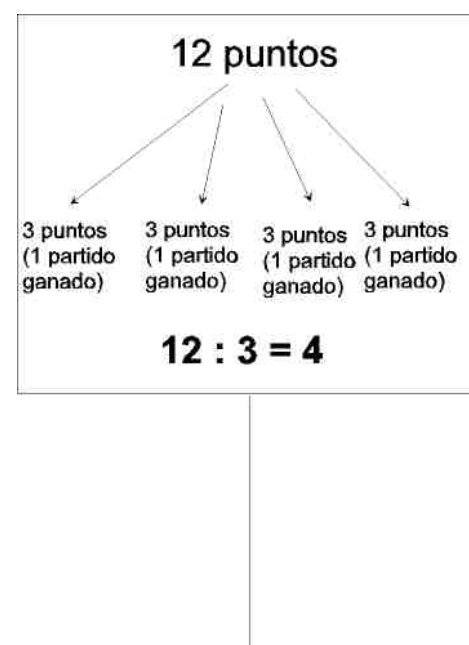 12 puntos
3 puntos
(1 partido
ganado)
3 puntos
(1 partido
ganado)
3 puntos
(1 partido
ganado)
3 puntos
(1 partido
ganado)
12 : 3 = 4